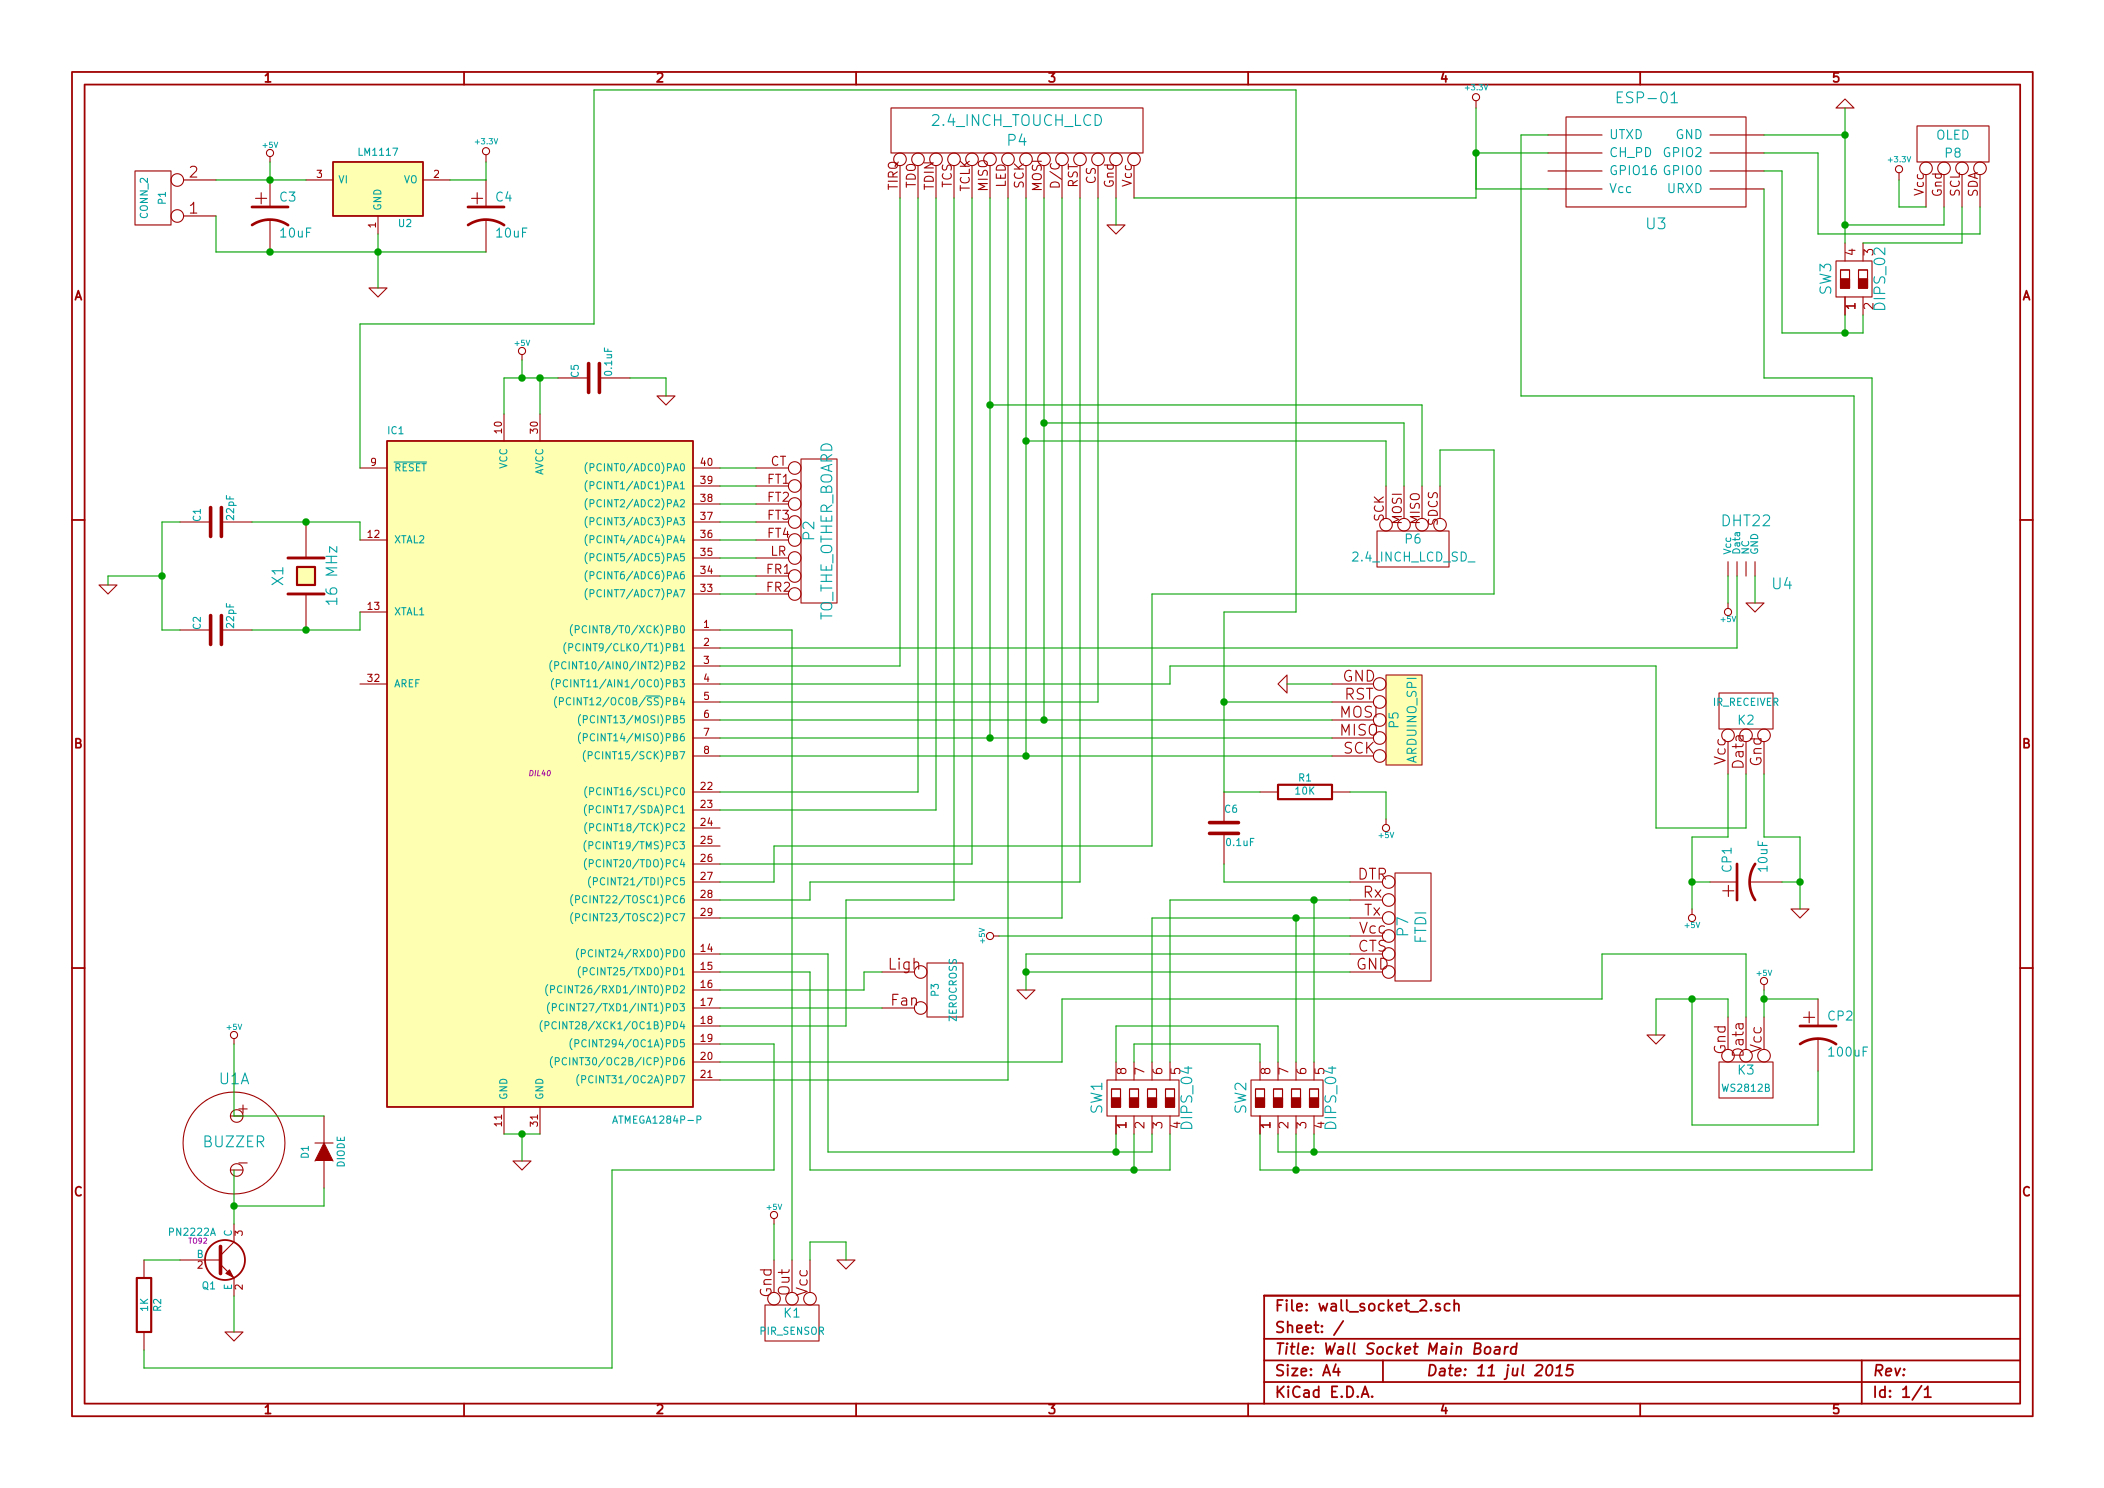 1 2 3 4 5
A
B
C
A
B
C
1 2 3 4 5
CONN_2
P1
2
1
+5V
C3
10uF
LM1117
3 VI
VO 2
GND
1
U2
+3.3V
C4
10uF
2.4_INCH_TOUCH_LCD
P4
TIRQ
TDO
TDIN
TCS
TCLK
MISO
LED
SCK
MOSI
D/C
RST
CS
Gnd
Vcc
+3.3V
ESP-01
UTXD GND
CH_PD GPIO2
GPIO16 GPIO0
Vcc URXD
U3
OLED
P8
+3.3V
Vcc
Gnd
SCL
SDA
SW3
4 3
1 2
DIPS_02
+5V
C5
0.1uF
IC1
10 VCC
30 AVCC
9 RESET
12 XTAL2
13 XTAL1
32 AREF
DIL40
(PCINT0/ADC0)PA0 40
(PCINT1/ADC1)PA1 39
(PCINT2/ADC2)PA2 38
(PCINT3/ADC3)PA3 37
(PCINT4/ADC4)PA4 36
(PCINT5/ADC5)PA5 35
(PCINT6/ADC6)PA6 34
(PCINT7/ADC7)PA7 33
(PCINT8/T0/XCK)PB0 1
(PCINT9/CLKO/T1)PB1 2
(PCINT10/AIN0/INT2)PB2 3
(PCINT11/AIN1/OC0)PB3 4
(PCINT12/OC0B/SS)PB4 5
(PCINT13/MOSI)PB5 6
(PCINT14/MISO)PB6 7
(PCINT15/SCK)PB7 8
(PCINT16/SCL)PC0 22
(PCINT17/SDA)PC1 23
(PCINT18/TCK)PC2 24
(PCINT19/TMS)PC3 25
(PCINT20/TDO)PC4 26
(PCINT21/TDI)PC5 27
(PCINT22/TOSC1)PC6 28
(PCINT23/TOSC2)PC7 29
(PCINT24/RXD0)PD0 14
(PCINT25/TXD0)PD1 15
(PCINT26/RXD1/INT0)PD2 16
(PCINT27/TXD1/INT1)PD3 17
(PCINT28/XCK1/OC1B)PD4 18
(PCINT294/OC1A)PD5 19
(PCINT30/OC2B/ICP)PD6 20
(PCINT31/OC2A)PD7 21
GND 11
GND 31
ATMEGA1284P-P
C1
22pF
X1
16 MHz
C2
22pF
CT
FT1
FT2
FT3
FT4
LR
FR1
FR2
P2
TO_THE_OTHER_BOARD
SCK
MOSI
MISO
SDCS
P6
2.4_INCH_LCD_SD_
DHT22
Vcc
Data
NC
GND
U4
+5V
GND
RST
MOSI
MISO
SCK
P5
ARDUINO_SPI
IR_RECEIVER
K2
Vcc
Data
Gnd
R1
10K
+5V
C6
0.1uF
CP1
10uF
+5V
DTR
Rx
Tx
Vcc
CTS
GND
P7
FTDI
+5V
Ligh
Fan
P3
ZEROCROSS
+5V
Gnd
Data
Vcc
K3
WS2812B
CP2
100uF
SW1
8 7 6 5
1 2 3 4
DIPS_04
SW2
8 7 6 5
1 2 3 4
DIPS_04
+5V
U1A
BUZZER
D1
DIODE
PN2222A
TO92
C 3
B 2
E 2
Q1
1K
R2
+5V
Gnd
Out
Vcc
K1
PIR_SENSOR
File: wall_socket_2.sch
Sheet: /
Title: Wall Socket Main Board
Size: A4 Date: 11 jul 2015 Rev:
KiCad E.D.A. Id: 1/1